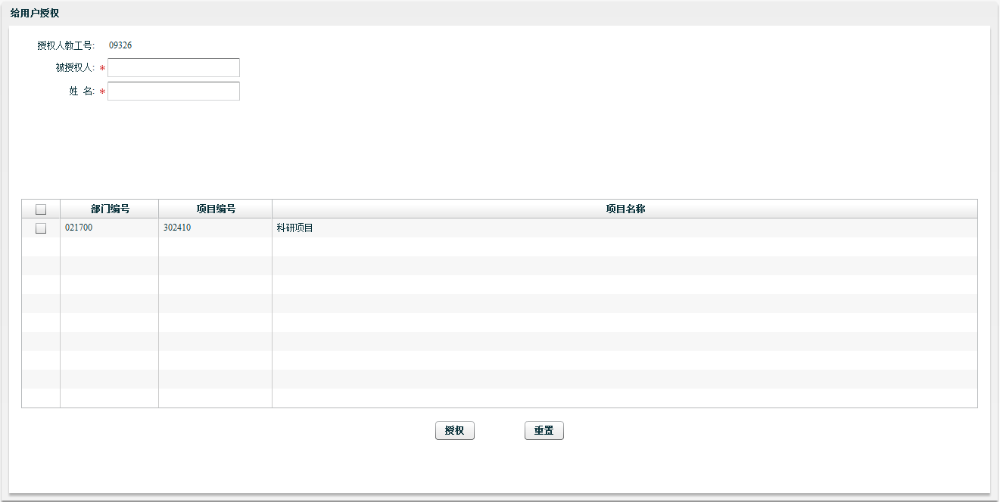 给用户授权
授权人教工号: 09326
被授权人: *
姓 名: *
部门编号 项目编号 项目名称
021700 302410 科研项目
授权 重置